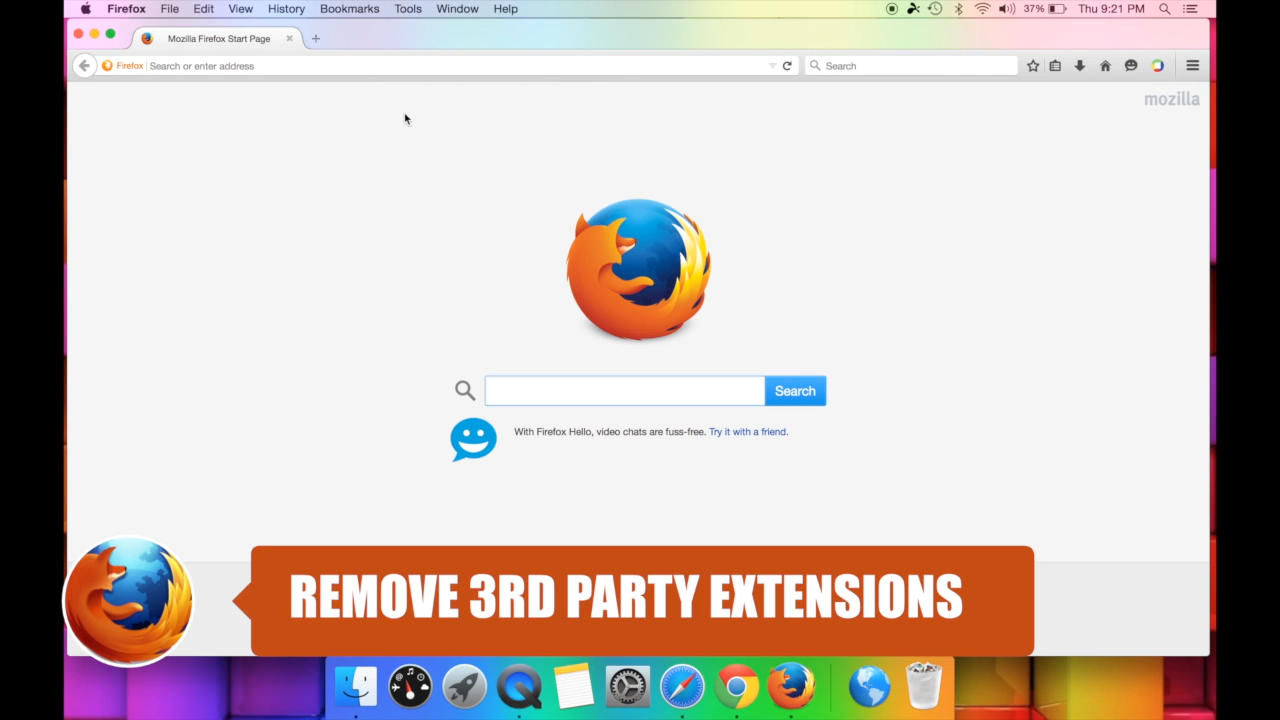 Firefox File Edit View History Bookmarks Tools Window Help 37% Thu 9:21 PM
Mozilla Firefox Start Page
Firefox Search or enter address Search
mozilla
Search
With Firefox Hello, video chats are fuss-free. Try it with a friend.
REMOVE 3RD PARTY EXTENSIONS